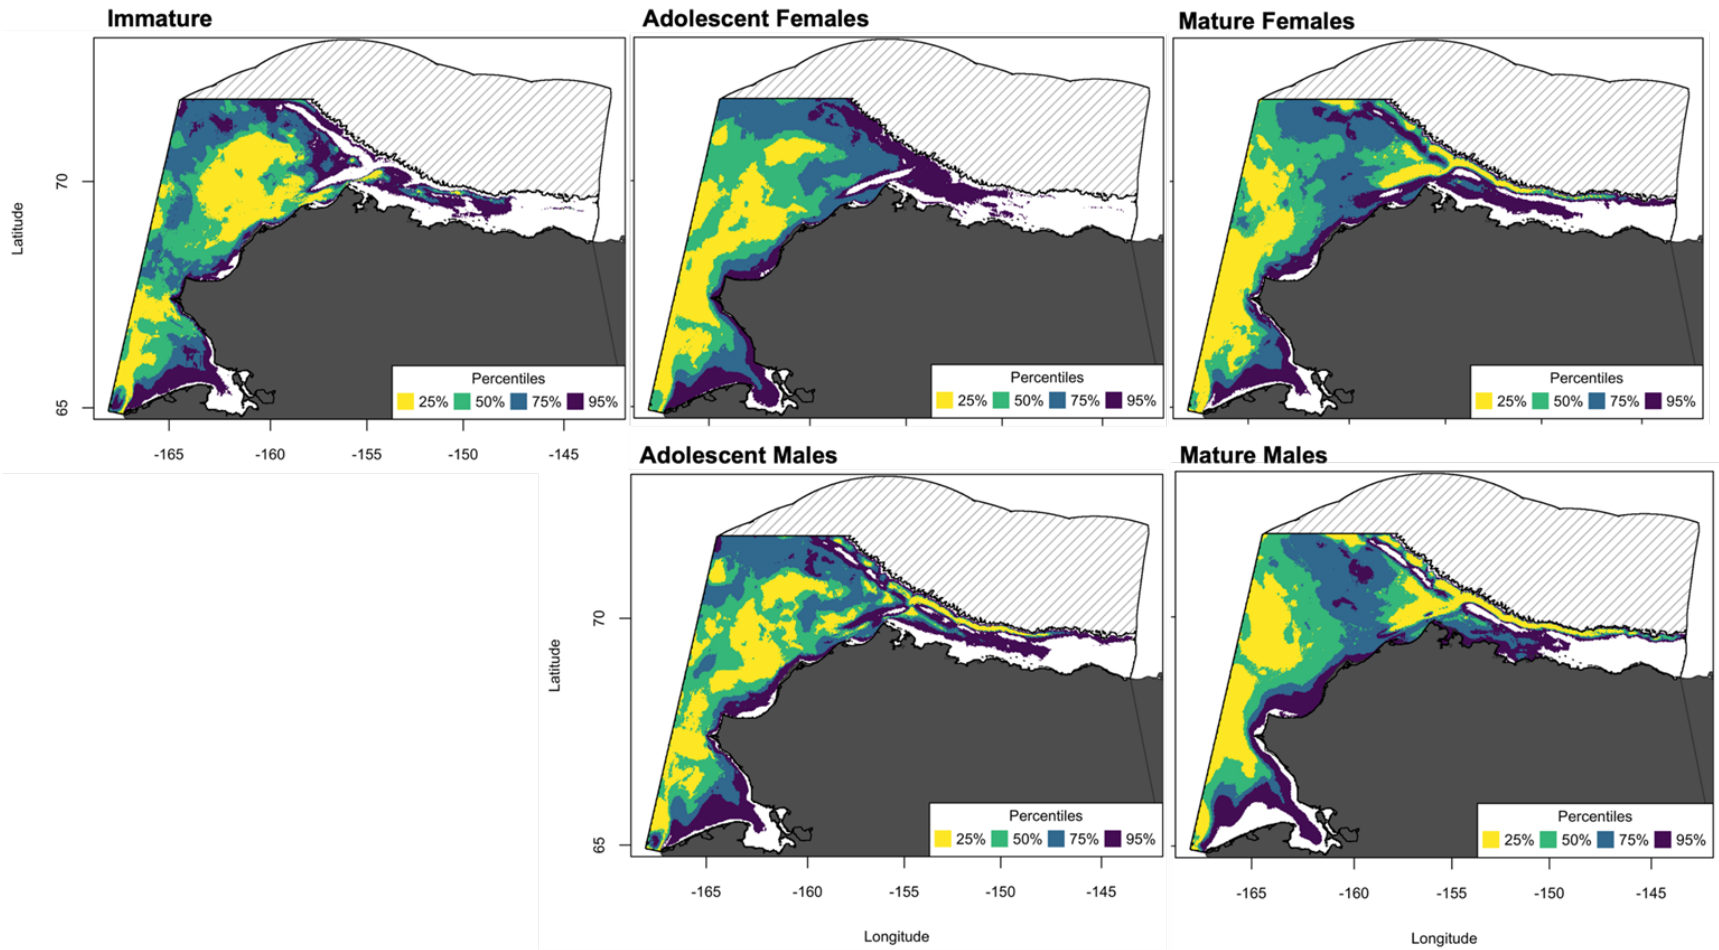 Immature
Adolescent Females
Mature Females
Latitude
70
65
Percentiles
25% 50% 75% 95%
Percentiles
25% 50% 75% 95%
Percentiles
25% 50% 75% 95%
-165 -160 -155 -150 -145
Adolescent Males
Mature Males
Latitude
70
65
Percentiles
25% 50% 75% 95%
Percentiles
25% 50% 75% 95%
-165 -160 -155 -150 -145
-165 -160 -155 -150 -145
Longitude
Longitude